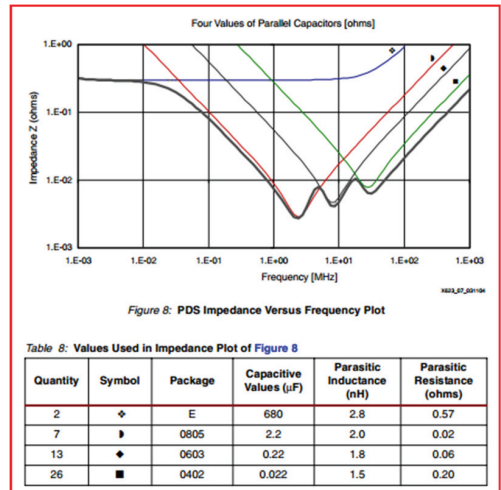 Four Values of Parallel Capacitors [ohms]
1.E+00
1.E-01
1.E-02
1.E-03
Impedance Z (ohms)
1.E-03 1.E-02 1.E-01 1.E+00 1.E+01 1.E+02 1.E+03
Frequency [MHz]
X623_07_031104
Figure 8: PDS Impedance Versus Frequency Plot
Table 8: Values Used in Impedance Plot of Figure 8
Quantity Symbol Package Capacitive Values (µF) Parasitic Inductance (nH) Parasitic Resistance (ohms)
2 E 680 2.8 0.57
7 0805 2.2 2.0 0.02
13 0603 0.22 1.8 0.06
26 0402 0.022 1.5 0.20